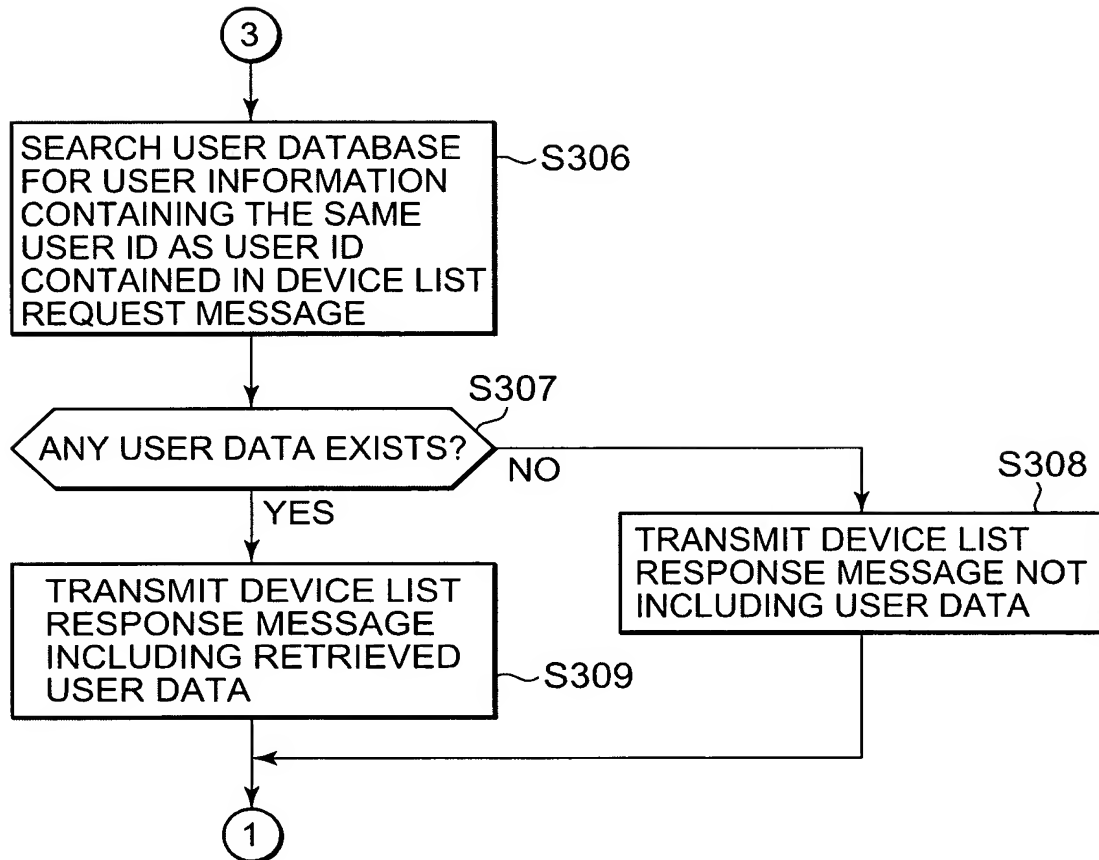 3
SEARCH USER DATABASE
FOR USER INFORMATION
CONTAINING THE SAME
USER ID AS USER ID
CONTAINED IN DEVICE LIST
REQUEST MESSAGE
S306
S307
ANY USER DATA EXISTS?
NO
YES
S308
TRANSMIT DEVICE LIST
RESPONSE MESSAGE NOT
INCLUDING USER DATA
TRANSMIT DEVICE LIST
RESPONSE MESSAGE
INCLUDING RETRIEVED
USER DATA
S309
1